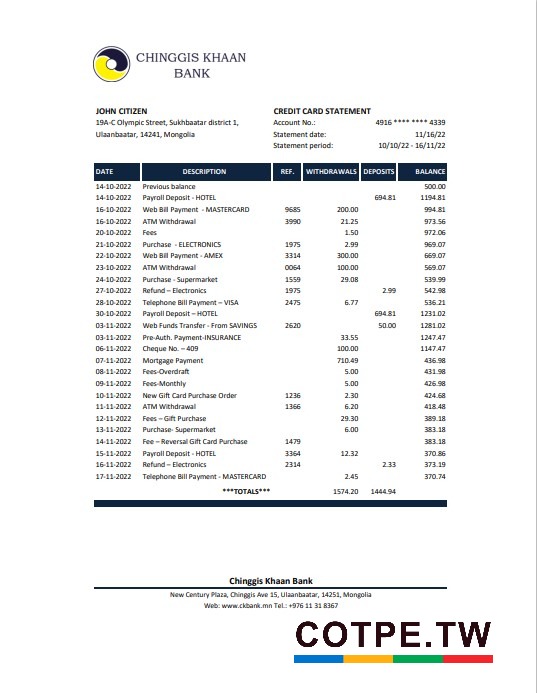 CHINGGIS KHAAN
BANK
JOHN CITIZEN
19A-C Olympic Street, Sukhbaatar district 1,
Ulaanbaatar, 14241, Mongolia
CREDIT CARD STATEMENT
Account No.: 4916 **** **** 4339
Statement date: 11/16/22
Statement period: 10/10/22 - 16/11/22
DATE DESCRIPTION REF. WITHDRAWALS DEPOSITS BALANCE
14-10-2022 Previous balance 500.00
14-10-2022 Payroll Deposit - HOTEL 694.81 1194.81
16-10-2022 Web Bill Payment - MASTERCARD 9685 200.00 994.81
16-10-2022 ATM Withdrawal 3990 21.25 973.56
20-10-2022 Fees 1.50 972.06
21-10-2022 Purchase - ELECTRONICS 1975 2.99 969.07
22-10-2022 Web Bill Payment - AMEX 3314 300.00 669.07
23-10-2022 ATM Withdrawal 0064 100.00 569.07
24-10-2022 Purchase - Supermarket 1559 29.08 539.99
27-10-2022 Refund – Electronics 1975 2.99 542.98
28-10-2022 Telephone Bill Payment – VISA 2475 6.77 536.21
30-10-2022 Payroll Deposit – HOTEL 694.81 1231.02
03-11-2022 Web Funds Transfer - From SAVINGS 2620 50.00 1281.02
03-11-2022 Pre-Auth. Payment-INSURANCE 33.55 1247.47
06-11-2022 Cheque No. – 409 100.00 1147.47
07-11-2022 Mortgage Payment 710.49 436.98
08-11-2022 Fees-Overdraft 5.00 431.98
09-11-2022 Fees-Monthly 5.00 426.98
10-11-2022 New Gift Card Purchase Order 1236 2.30 424.68
11-11-2022 ATM Withdrawal 1366 6.20 418.48
12-11-2022 Fees – Gift Purchase 29.30 389.18
13-11-2022 Purchase- Supermarket 6.00 383.18
14-11-2022 Fee – Reversal Gift Card Purchase 1479 383.18
15-11-2022 Payroll Deposit - HOTEL 3364 12.32 370.86
16-11-2022 Refund – Electronics 2314 2.33 373.19
17-11-2022 Telephone Bill Payment - MASTERCARD 2.45 370.74
***TOTALS*** 1574.20 1444.94
Chinggis Khaan Bank
New Century Plaza, Chinggis Ave 15, Ulaanbaatar, 14251, Mongolia
Web: www.ckbank.mn Tel.: +976 11 31 8367
COTPE.TW